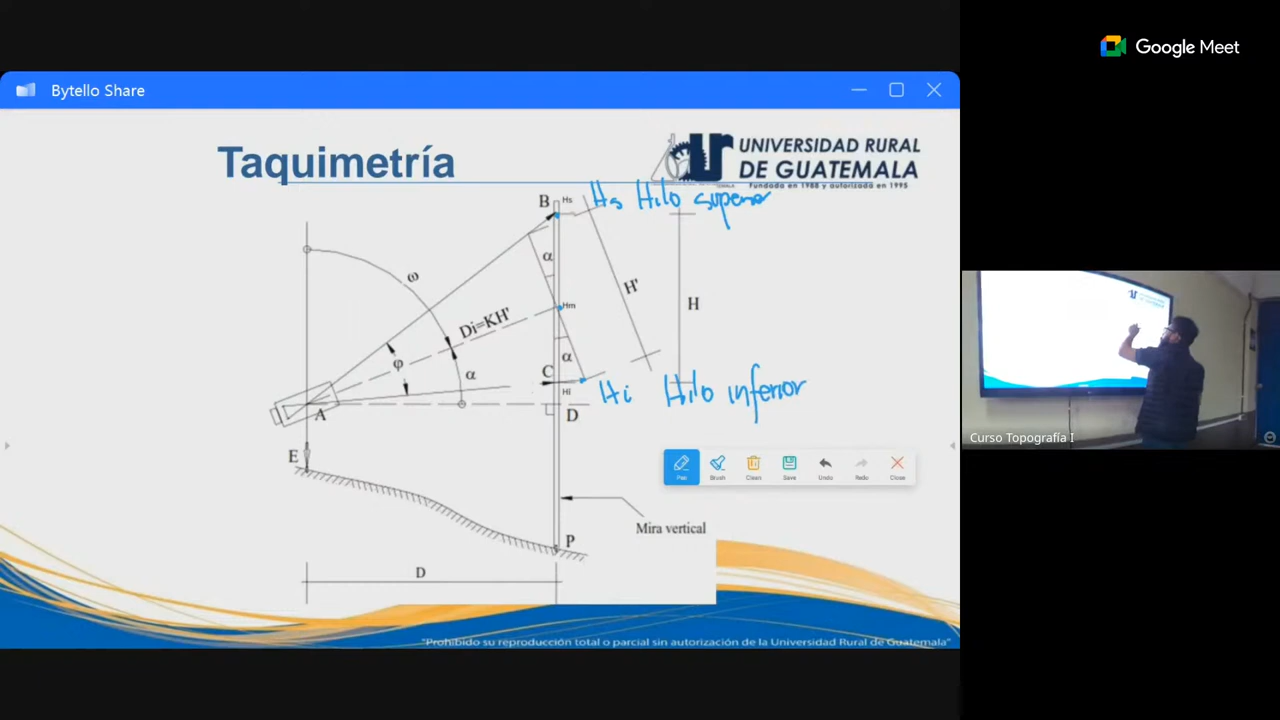 Google Meet
Bytello Share
Taquimetría
UNIVERSIDAD RURAL
DE GUATEMALA
Fundada en 1988 y autorizada en 1995
B
Hs
Hs Hilo superior
ω
α
H'
H
Hm
Di=KH'
φ
α
α
C
Hi
Hi Hilo inferior
A
D
E
Pen
Brush
Clean
Save
Undo
Redo
Close
Mira vertical
P
D
"Prohibido su reproducción total o parcial sin autorización de la Universidad Rural de Guatemala"
Curso Topografía I